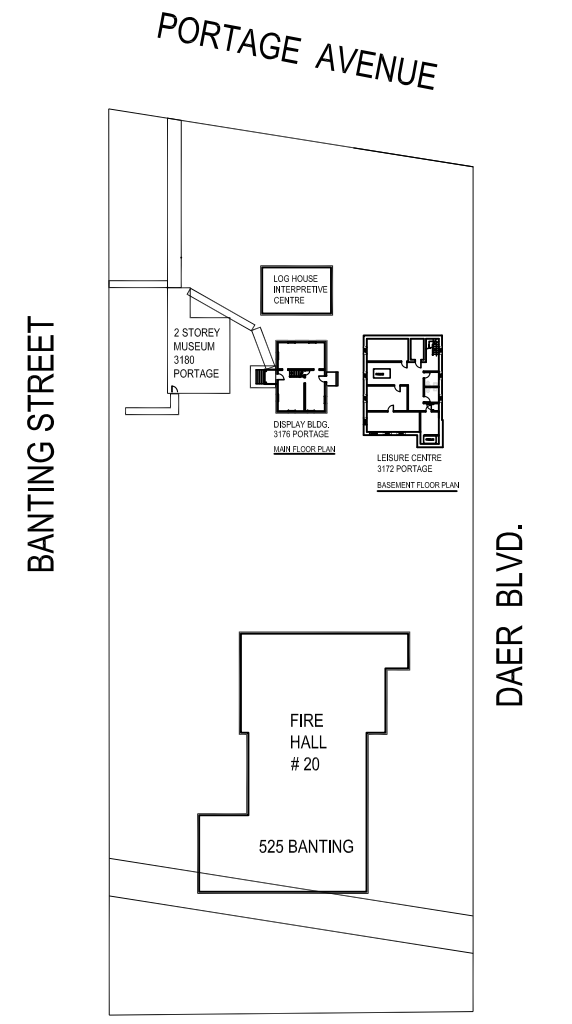 PORTAGE AVENUE
BANTING STREET
LOG HOUSE
INTERPRETIVE
CENTRE
2 STOREY
MUSEUM
3180
PORTAGE
DISPLAY BLDG.
3176 PORTAGE
MAIN FLOOR PLAN
LEISURE CENTRE
3172 PORTAGE
BASEMENT FLOOR PLAN
DAER BLVD.
FIRE
HALL
# 20
525 BANTING